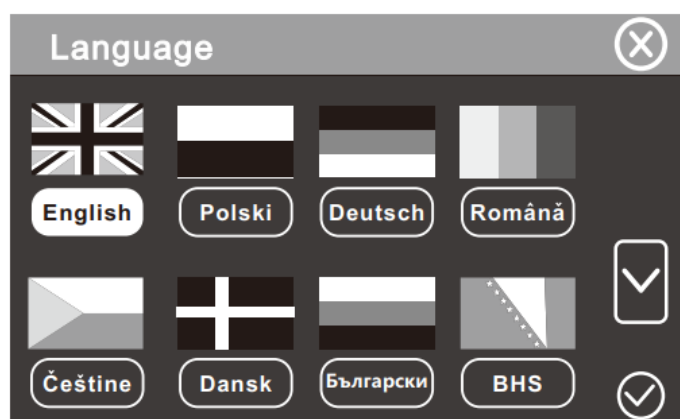 Language
English Polski Deutsch Română
Čeština Dansk Български BHS